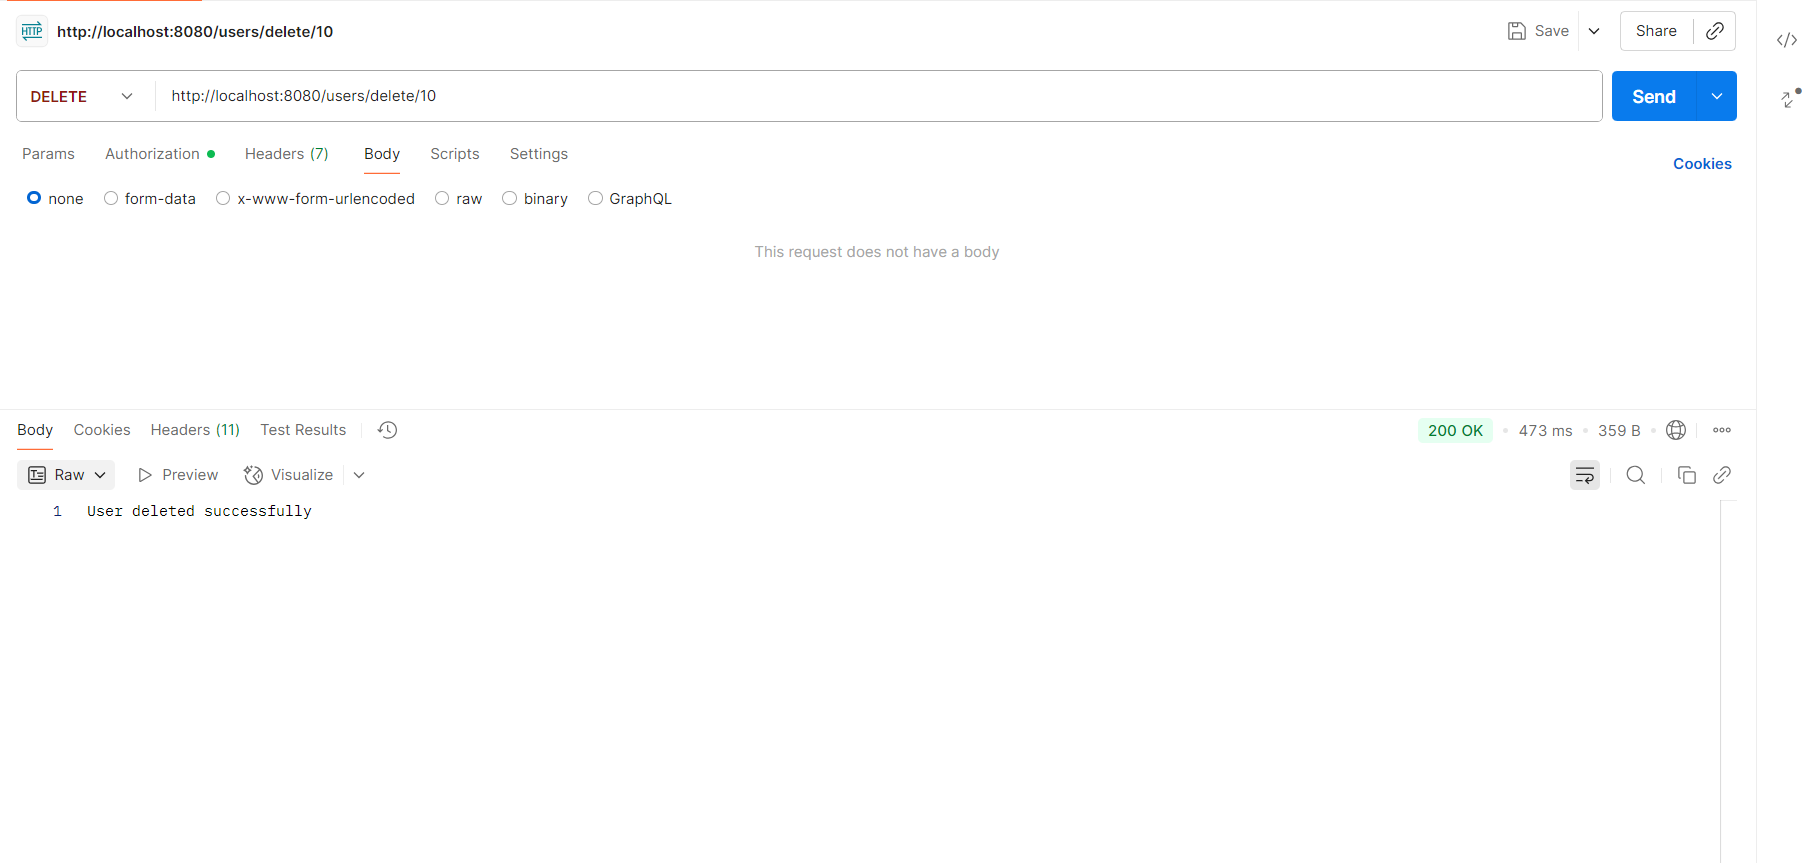 HTTP http://localhost:8080/users/delete/10 Save Share
DELETE http://localhost:8080/users/delete/10 Send
Params Authorization Headers (7) Body Scripts Settings Cookies
none form-data x-www-form-urlencoded raw binary GraphQL
This request does not have a body
Body Cookies Headers (11) Test Results 200 OK • 473 ms • 359 B •
Raw Preview Visualize
1 User deleted successfully